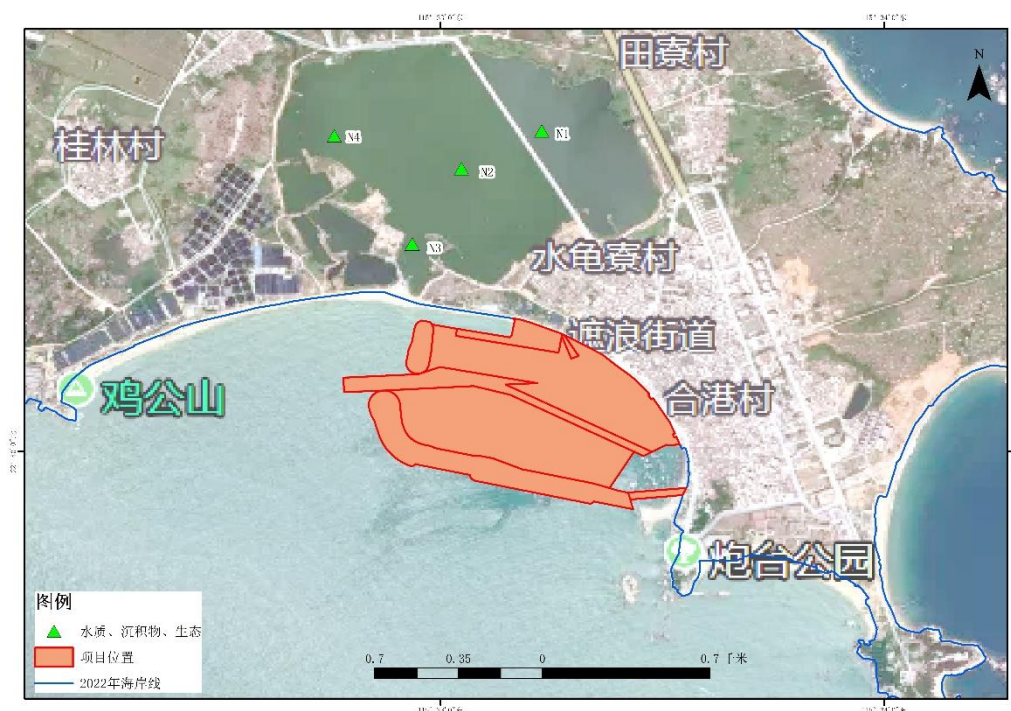 田寮村
N
桂林村
N4
N1
N2
N3
水龟寮村
遮浪街道
鸡公山
合港村
炮台公园
图例
水质、沉积物、生态
项目位置
2022年海岸线
0.7 0.35 0 0.7 千米